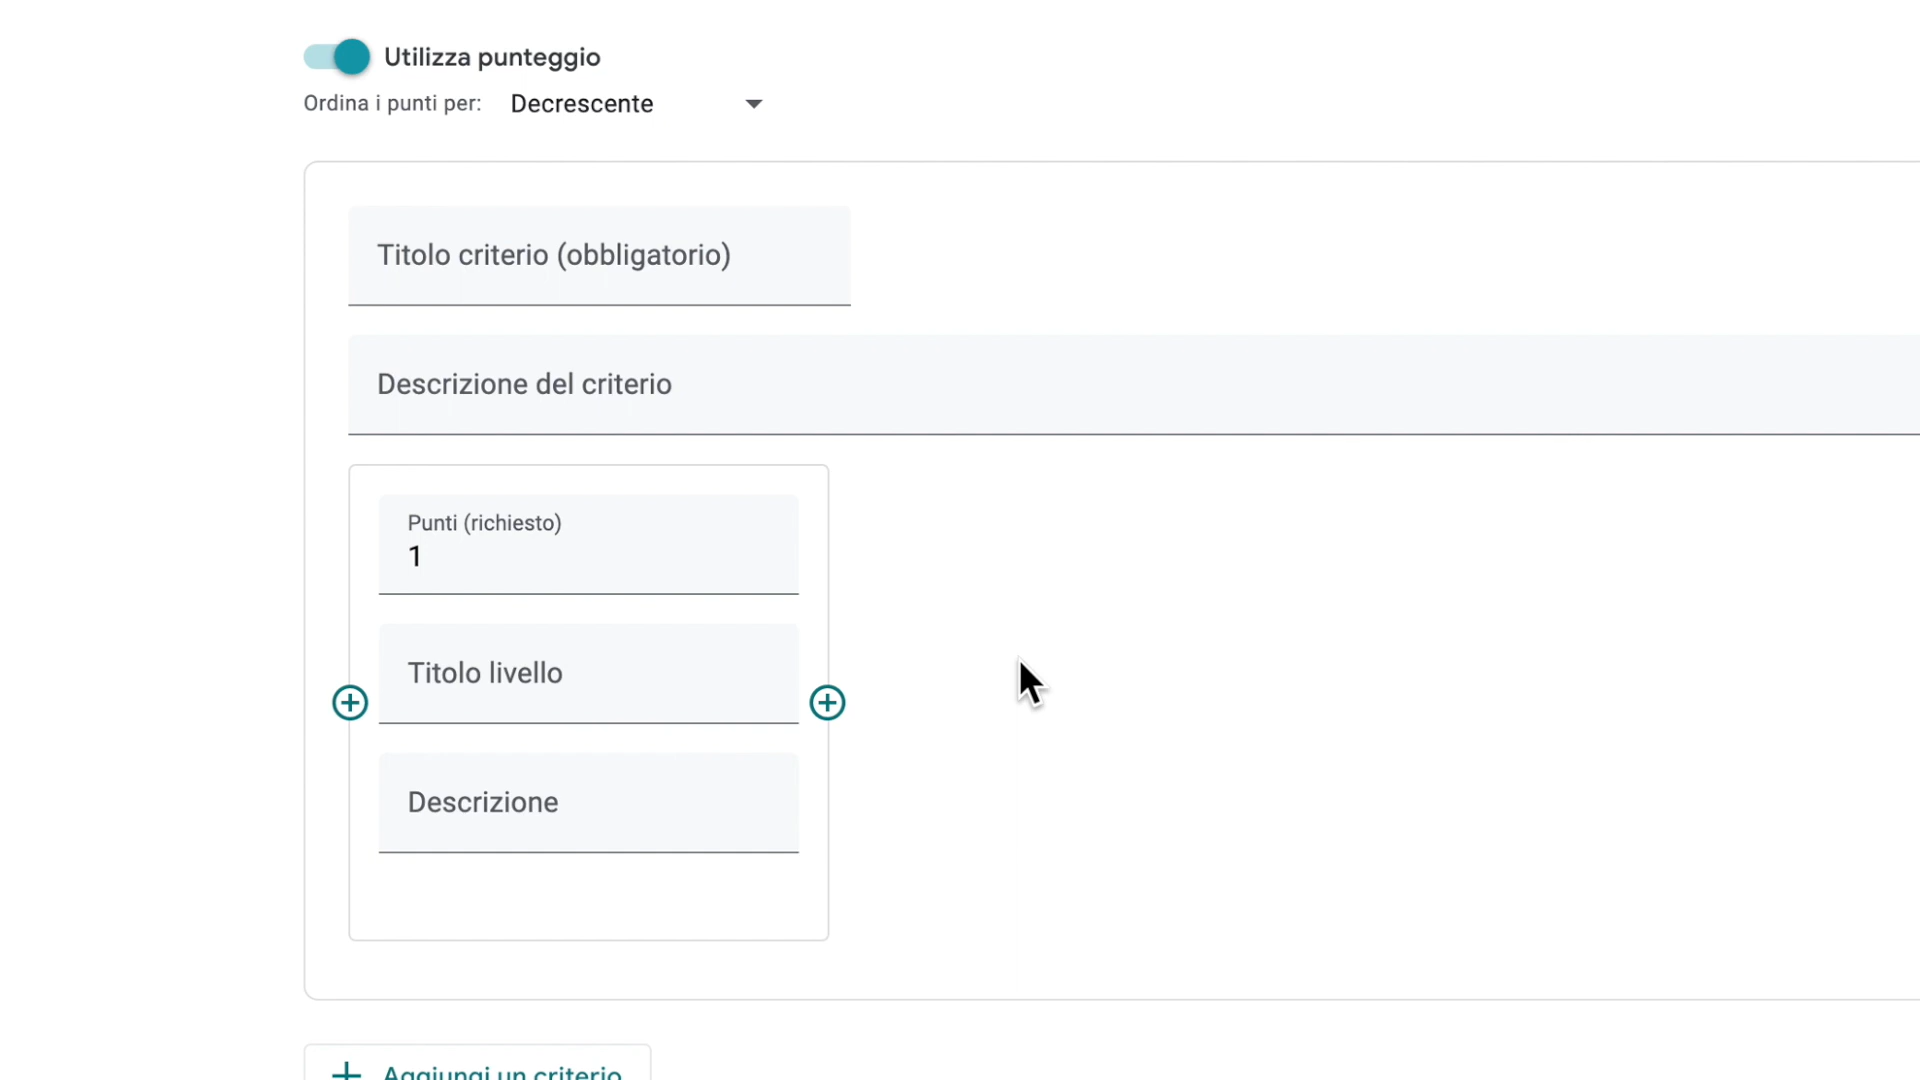 Utilizza punteggio
Ordina i punti per: Decrescente
Titolo criterio (obbligatorio)
Descrizione del criterio
Punti (richiesto)
1
Titolo livello
Descrizione
Aggiungi un criterio